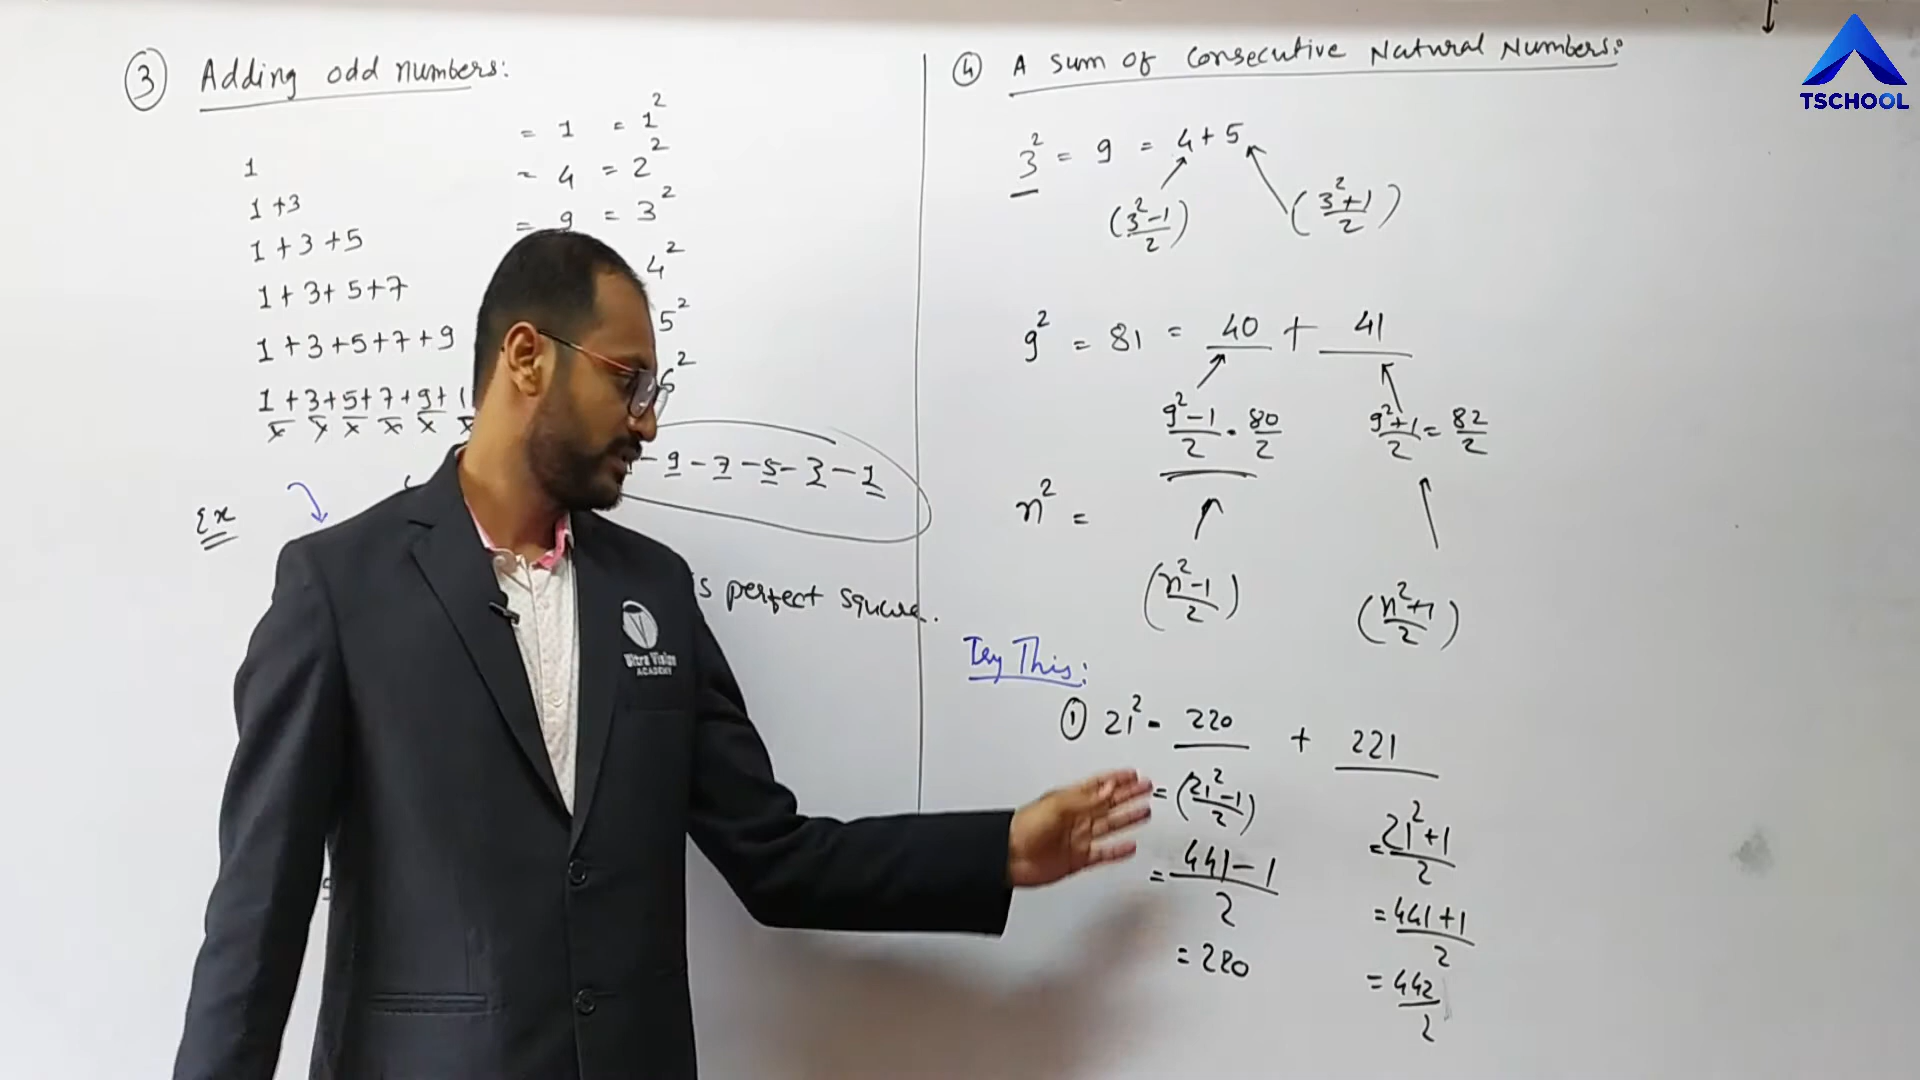 ③ Adding odd numbers:
1 = 1 = 1²
1 + 3 = 4 = 2²
1 + 3 + 5 = 9 = 3²
1 + 3 + 5 + 7 4²
1 + 3 + 5 + 7 + 9 5²
1 + 3 + 5 + 7 + 9 + 1 6²
- 9 - 7 - 5 - 3 - 1
Ex
perfect square.
④ A sum of Consecutive Natural Numbers:
3² = 9 = 4 + 5
(3²-1/2) (3²+1/2)
9² = 81 = 40 + 41
9²-1/2 = 80/2 9²+1/2 = 82/2
n² =
(n²-1/2) (n²+1/2)
Try This:
① 21² = 220 + 221
= (21²-1/2) = 21²+1/2
= 441-1/2 = 441+1/2
= 220 = 442/2
TSCHOOL
Ultra Vision
ACADEMY